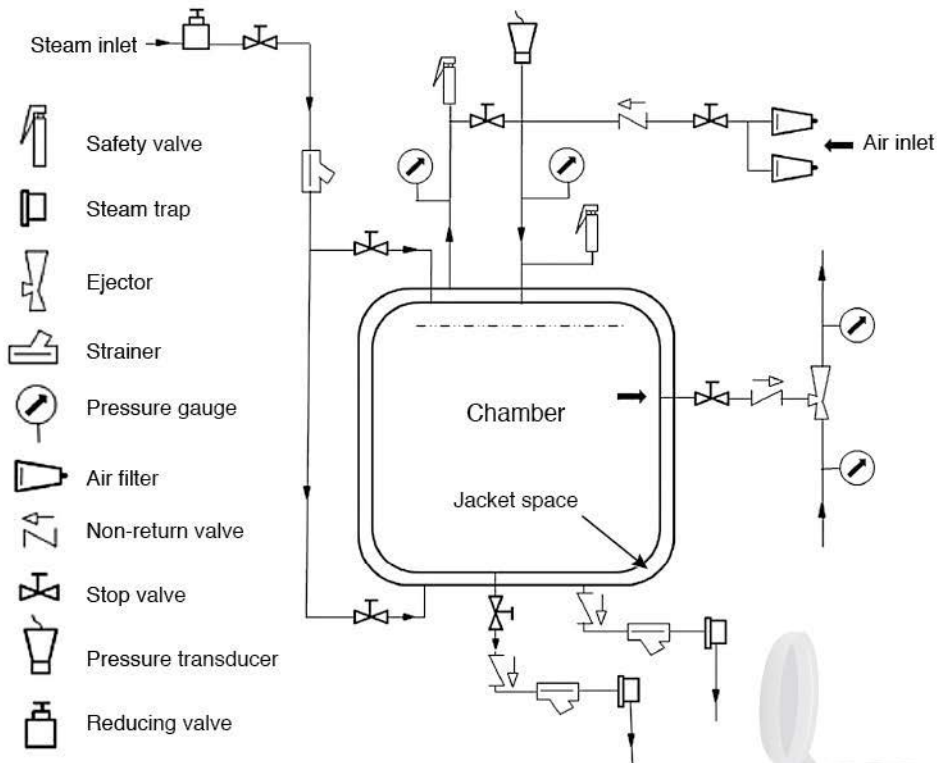 Steam inlet
Safety valve
Steam trap
Ejector
Strainer
Pressure gauge
Air filter
Non-return valve
Stop valve
Pressure transducer
Reducing valve
Air inlet
Chamber
Jacket space